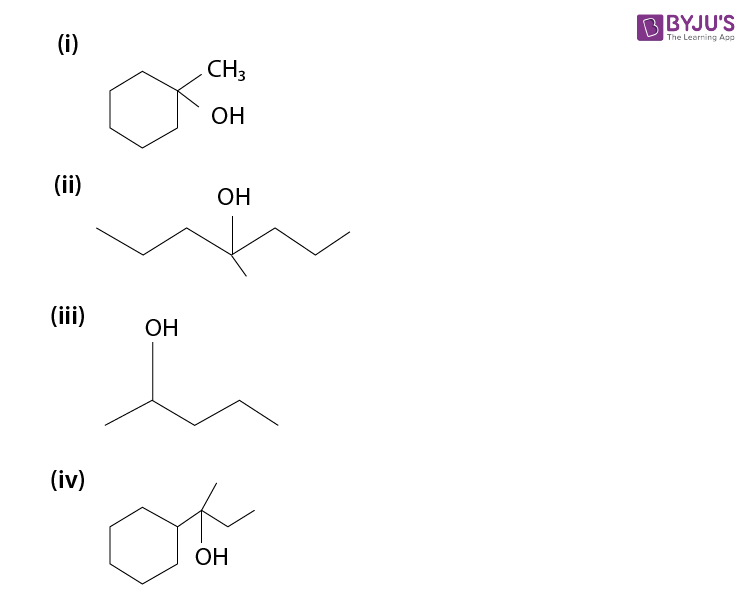 BYJU'S
The Learning App
(i)
CH₃
OH
(ii)
OH
(iii)
OH
(iv)
OH